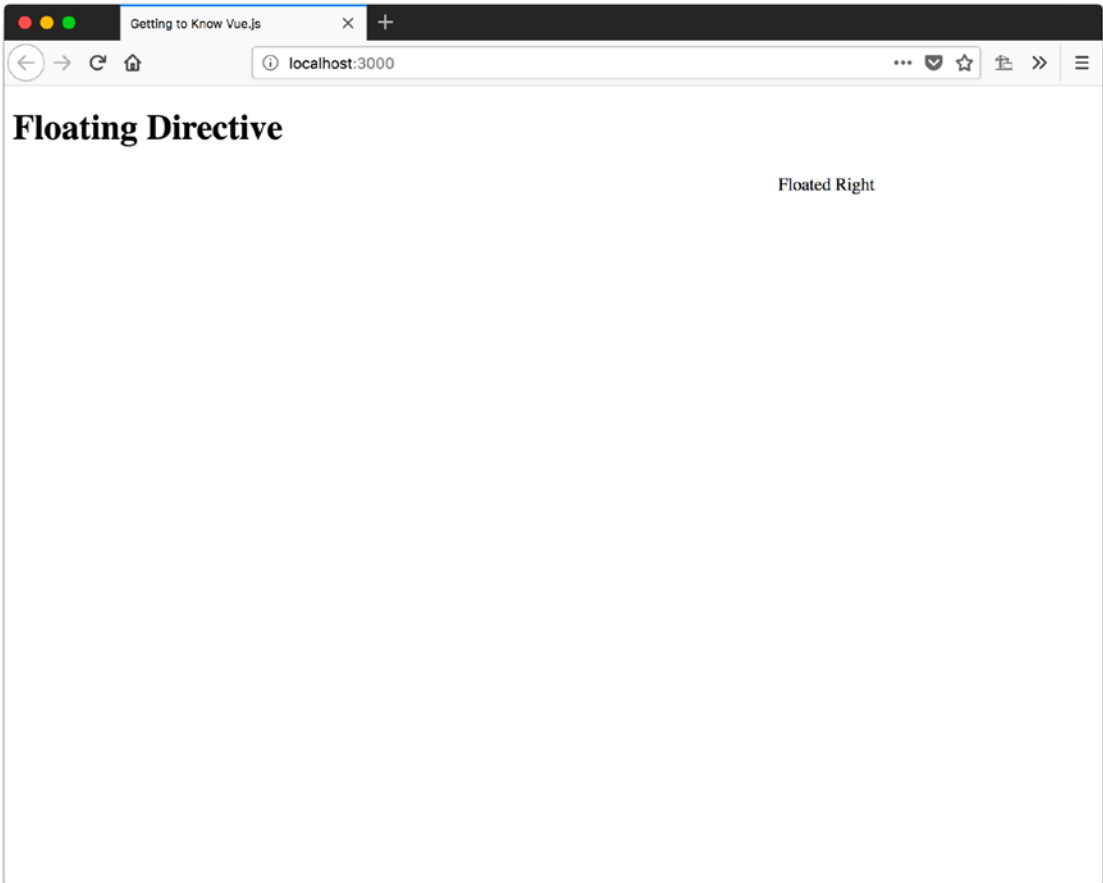 Getting to Know Vue.js
localhost:3000
Floating Directive
Floated Right